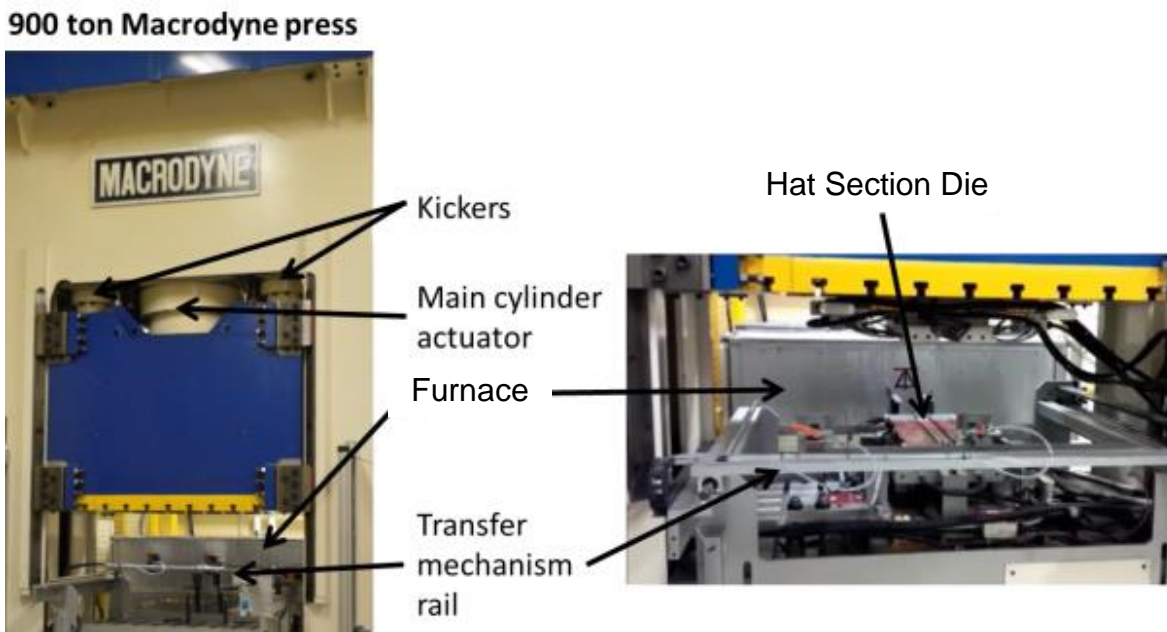 900 ton Macrodyne press
MACRODYNE
Kickers
Hat Section Die
Main cylinder
actuator
Furnace
Transfer
mechanism
rail